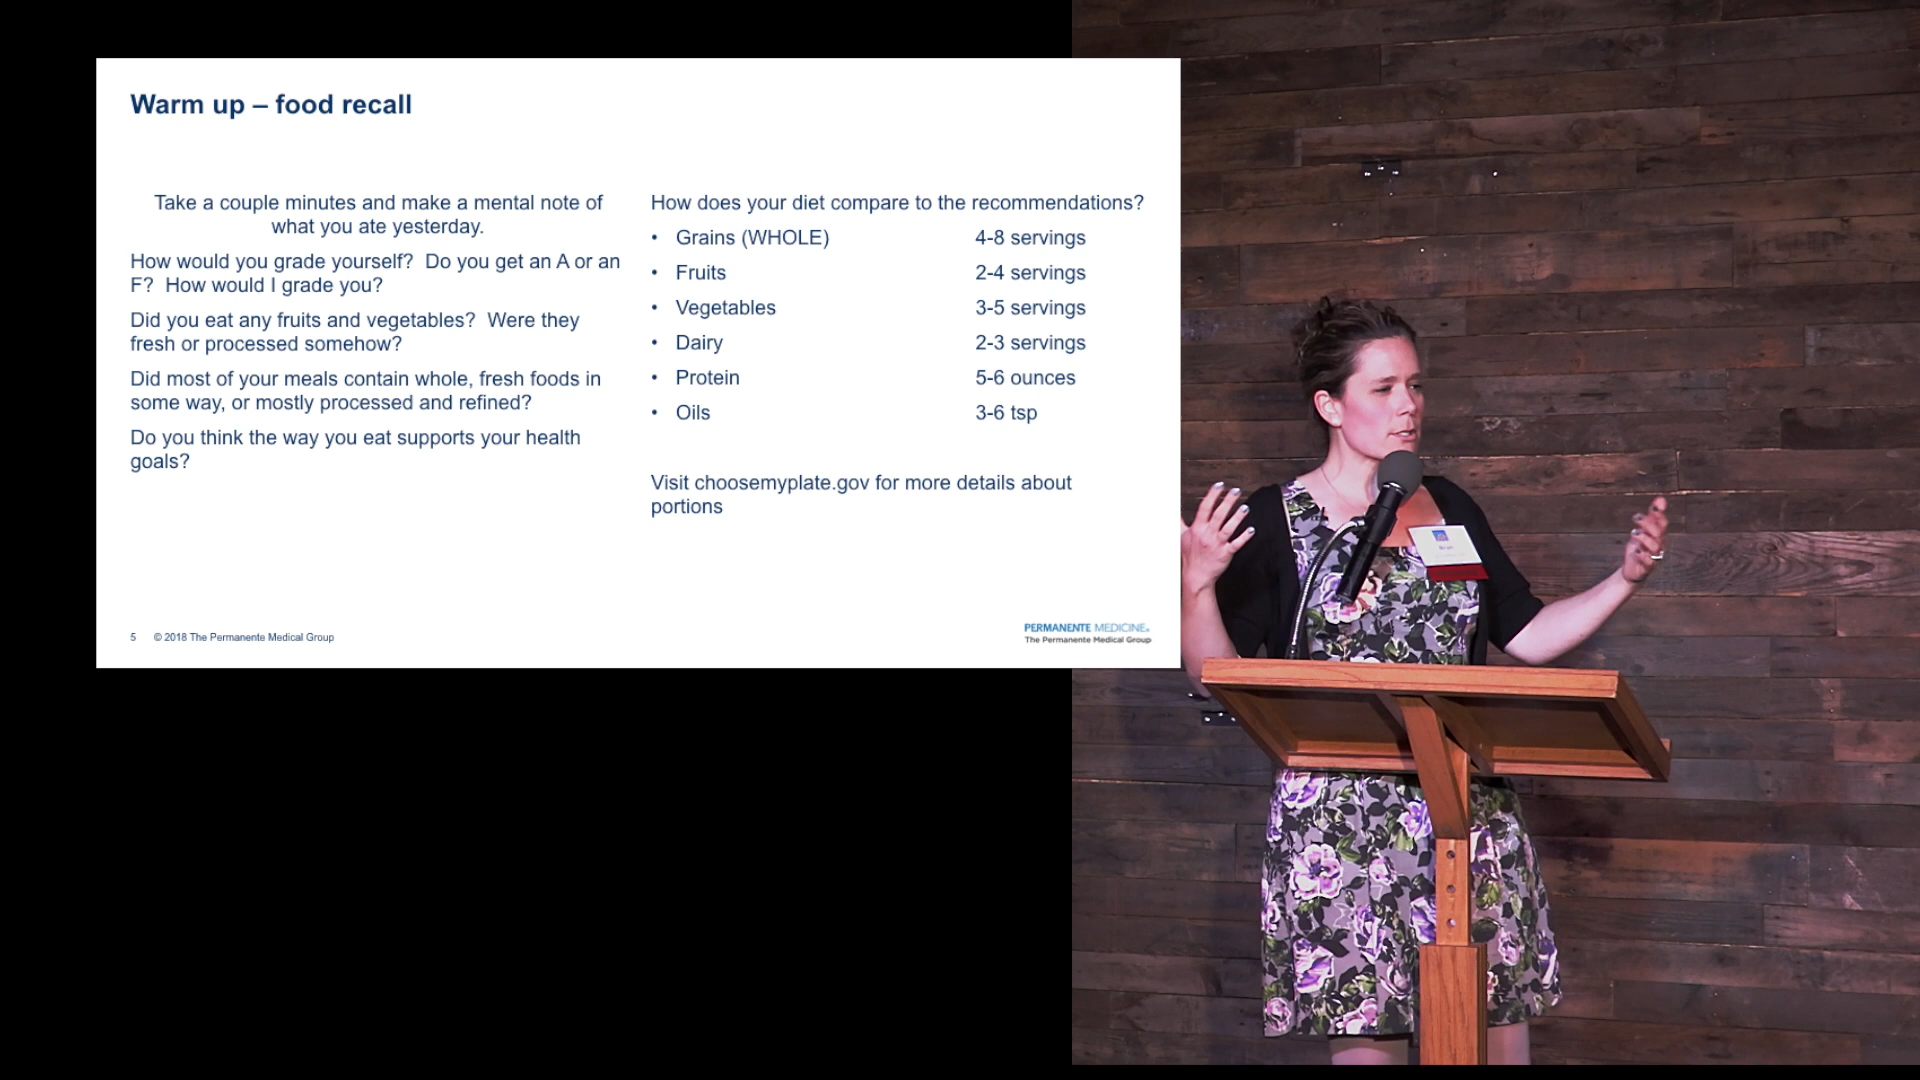 Warm up – food recall
Take a couple minutes and make a mental note of
what you ate yesterday.
How would you grade yourself?  Do you get an A or an
F?  How would I grade you?
Did you eat any fruits and vegetables?  Were they
fresh or processed somehow?
Did most of your meals contain whole, fresh foods in
some way, or mostly processed and refined?
Do you think the way you eat supports your health
goals?
How does your diet compare to the recommendations?
• Grains (WHOLE) 4-8 servings
• Fruits 2-4 servings
• Vegetables 3-5 servings
• Dairy 2-3 servings
• Protein 5-6 ounces
• Oils 3-6 tsp
Visit choosemyplate.gov for more details about
portions
5 © 2018 The Permanente Medical Group
PERMANENTE MEDICINE®
The Permanente Medical Group